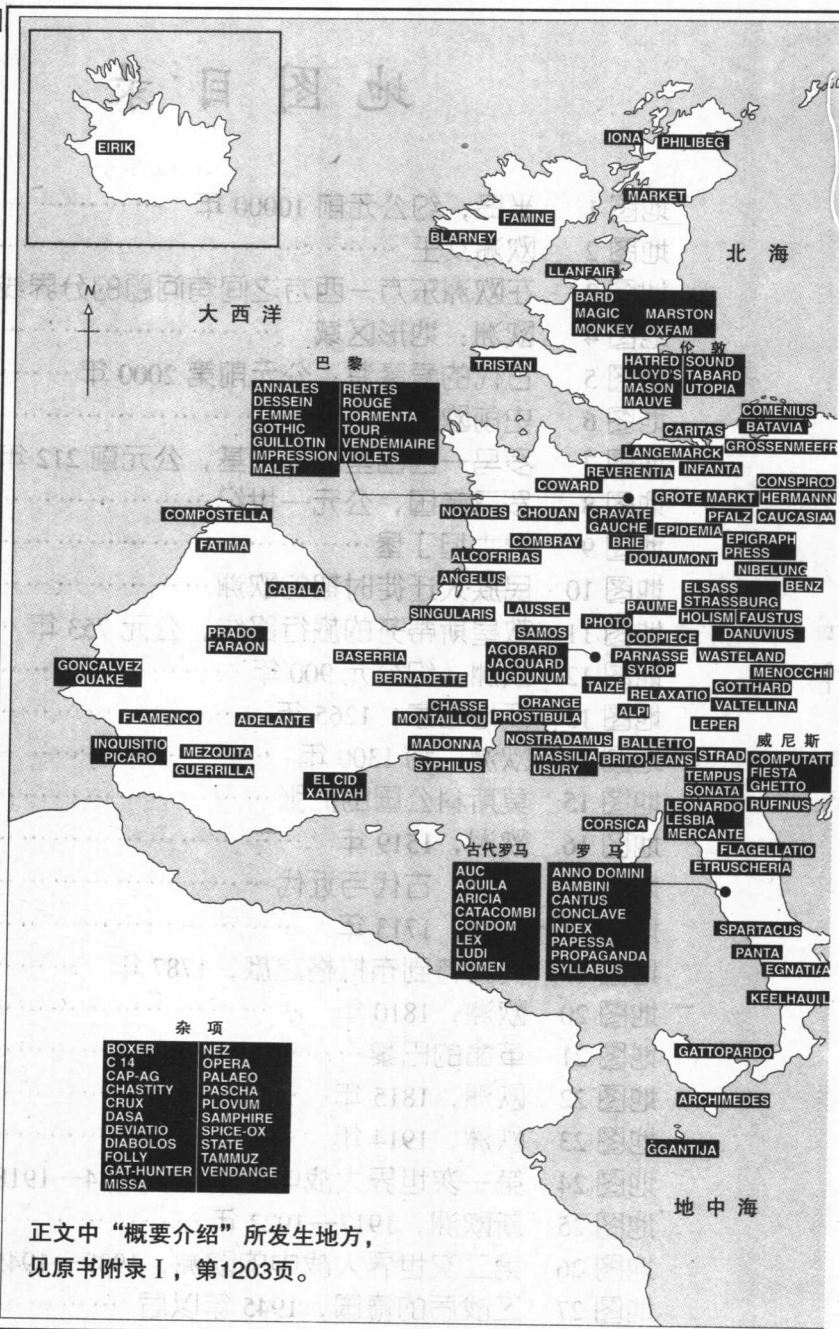 EIRIK
IONA
PHILIBEG
MARKET
FAMINE
BLARNEY
LLANFAIR
北海
大西洋
N
BARD
MAGIC
MONKEY
MARSTON
OXFAM
TRISTAN
伦敦
HATRED
LLOYD'S
MASON
MAUVE
SOUND
TABARD
UTOPIA
巴黎
ANNALES
DESSEIN
FEMME
GOTHIC
GUILLOTIN
IMPRESSION
MALET
RENTES
ROUGE
TORMENTA
TOUR
VENDÉMIAIRE
VIOLETS
COMENIUS
BATAVIA
CARITAS
GROSSENMEER
LANGEMARCK
REVERENTIA
INFANTA
COWARD
CONSPIRO
GROTE MARKT
HERMANN
NOYADES
CHOUAN
CRAVATE
GAUCHE
BRIE
PFALZ
CAUCASIA
EPIDEMIA
COMBRAY
EPIGRAPH
PRESS
ALCOFRIBAS
DOUAUMONT
NIBELUNG
ANGELUS
BENZ
ELSASS
STRASSBURG
SINGULARIS
LAUSSEL
BAUME
PHOTO
HOLISM
FAUSTUS
SAMOS
CODPIECE
DANUVIUS
AGOBARD
JACQUARD
LUGDUNUM
PARNASSE
SYROP
WASTELAND
MENOCCHI
TAIZÉ
GOTTHARD
RELAXATIO
VALTELLINA
ORANGE
ALPI
PROSTIBULA
LEPER
COMPOSTELLA
FATIMA
CABALA
PRADO
FARAON
BASERRIA
GONCALVEZ
QUAKE
BERNADETTE
CHASSE
MONTAILLOU
FLAMENCO
ADELANTE
INQUISITIO
PICARO
MEZQUITA
GUERRILLA
MADONNA
SYPHILUS
EL CID
XATIVAH
NOSTRADAMUS
BALLETTO
MASSILIA
USURY
BRITO
JEANS
STRAD
威尼斯
COMPUTATI
FIESTA
GHETTO
TEMPUS
SONATA
RUFINUS
LEONARDO
LESBIA
MERCANTE
CORSICA
FLAGELLATIO
ETRUSCHERIA
古代罗马
AUC
AQUILA
ARICIA
CATACOMBI
CONDOM
LEX
LUDI
NOMEN
罗马
ANNO DOMINI
BAMBINI
CANTUS
CONCLAVE
INDEX
PAPESSA
PROPAGANDA
SYLLABUS
SPARTACUS
PANTA
EGNATIA
KEELHAUL
GATTOPARDO
ARCHIMEDES
GGANTIJA
地中海
杂项
BOXER
C 14
CAP-AG
CHASTITY
CRUX
DASA
DEVIATIO
DIABOLOS
FOLLY
GAT-HUNTER
MISSA
NEZ
OPERA
PALAEO
PASCHA
PLOVUM
SAMPHIRE
SPICE-OX
STATE
TAMMUZ
VENDANGE
正文中“概要介绍”所发生地方，
见原书附录 I，第1203页。